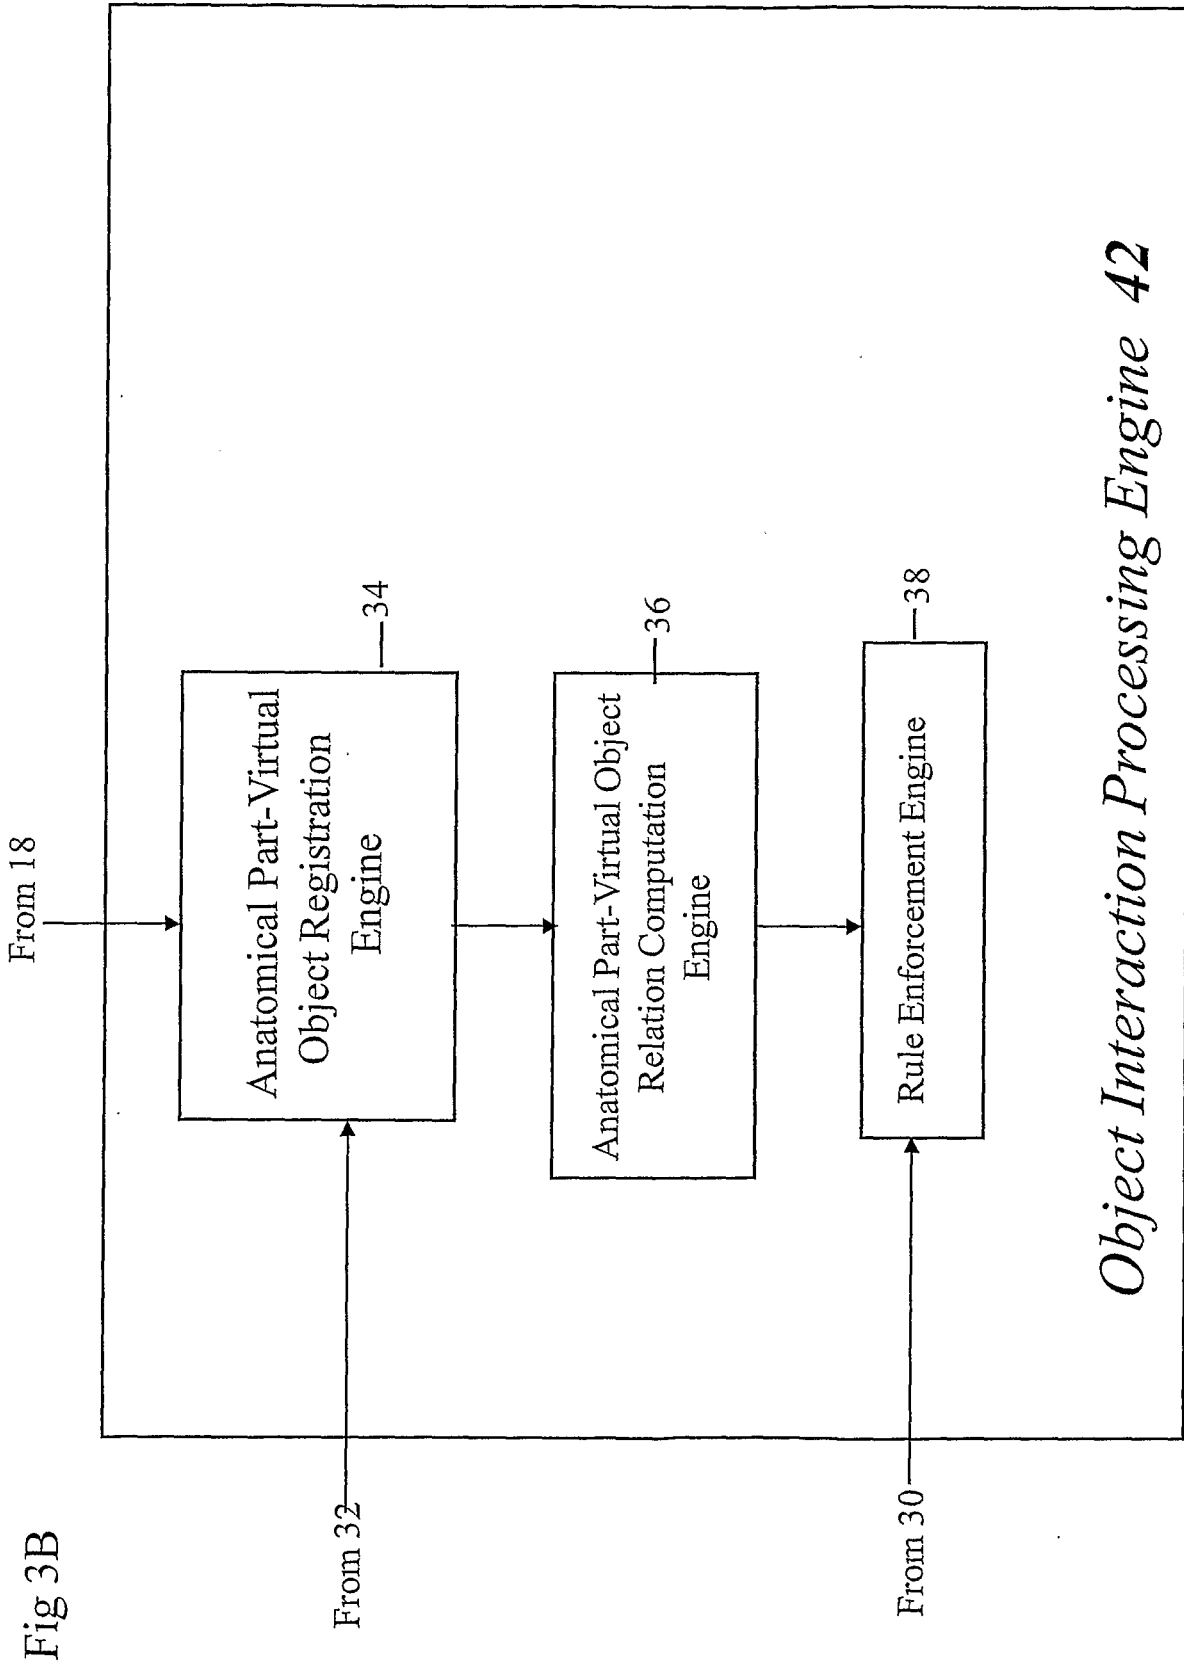 Fig 3B
From 18
From 32
Anatomical Part-Virtual
Object Registration
Engine
34
Anatomical Part-Virtual Object
Relation Computation
Engine
36
From 30
Rule Enforcement Engine
38
Object Interaction Processing Engine 42